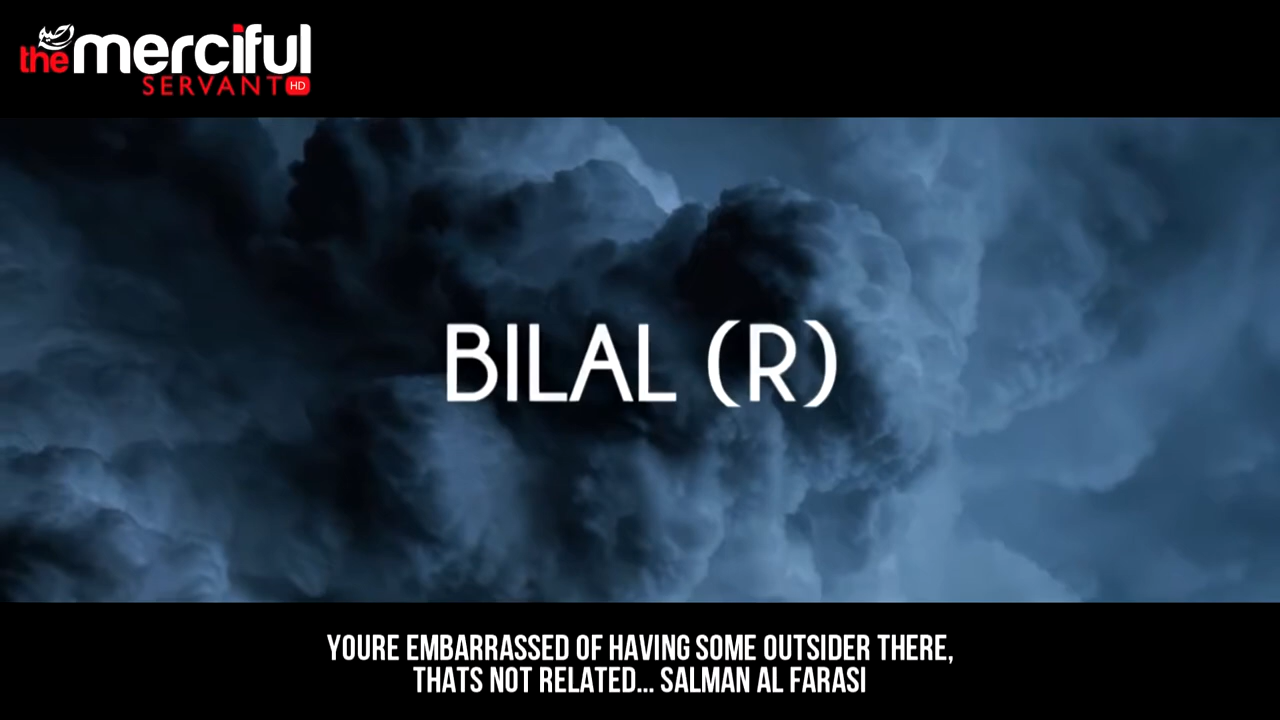 the merciful
SERVANT HD
BILAL (R)
YOURE EMBARRASSED OF HAVING SOME OUTSIDER THERE,
THATS NOT RELATED... SALMAN AL FARASI